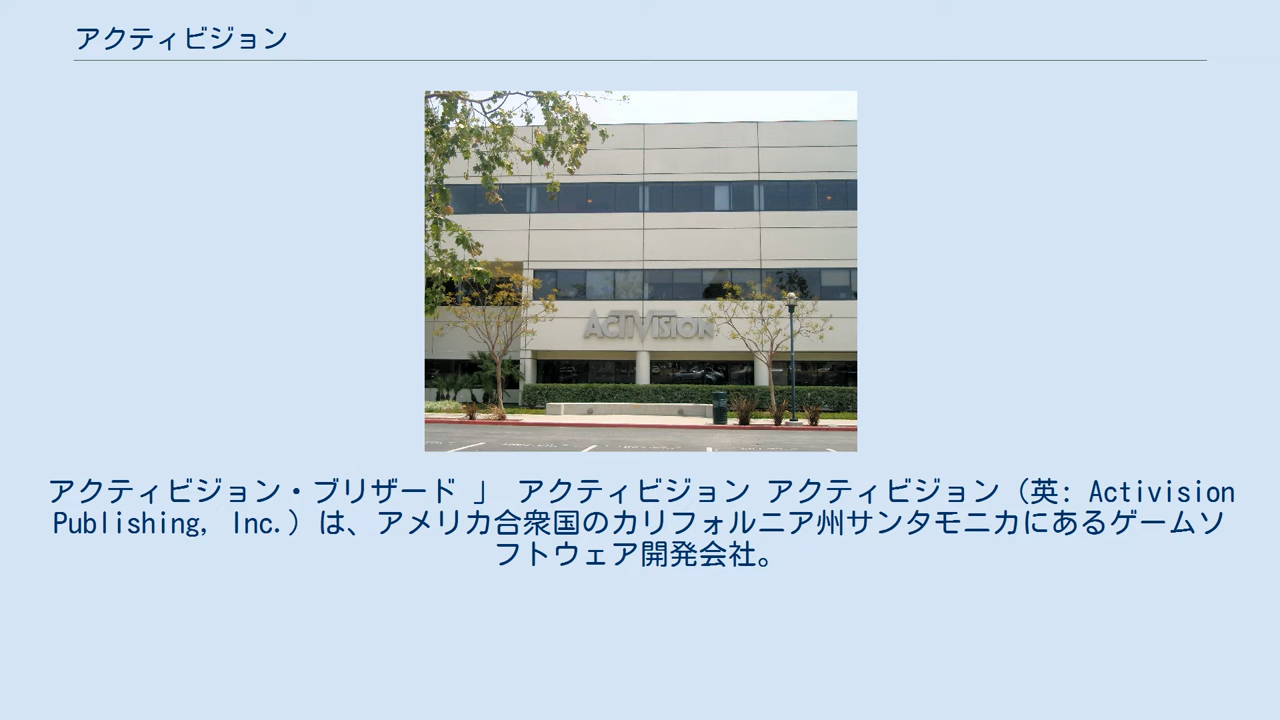 アクティビジョン
ACTIVISION
アクティビジョン・ブリザード 」 アクティビジョン アクティビジョン（英: Activision
Publishing, Inc.）は、アメリカ合衆国のカリフォルニア州サンタモニカにあるゲームソ
フトウェア開発会社。